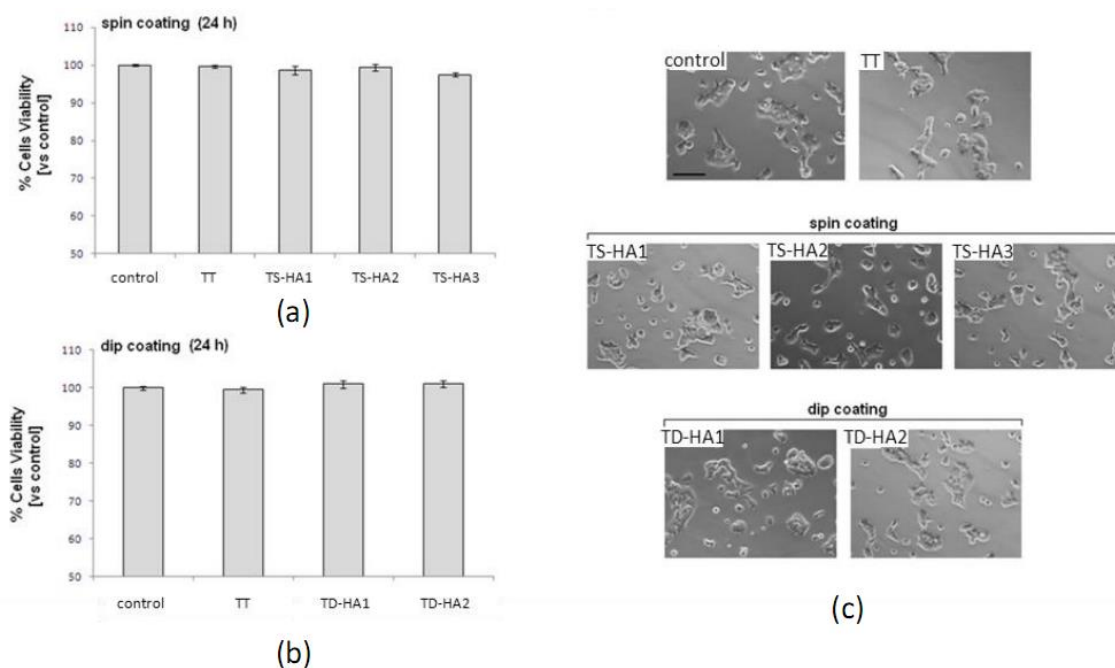 spin coating (24 h)
% Cells Viability
[vs control]
110
100
90
80
70
60
50
control TT TS-HA1 TS-HA2 TS-HA3
(a)
dip coating (24 h)
% Cells Viability
[vs control]
110
100
90
80
70
60
50
control TT TD-HA1 TD-HA2
(b)
control TT
spin coating
TS-HA1 TS-HA2 TS-HA3
dip coating
TD-HA1 TD-HA2
(c)